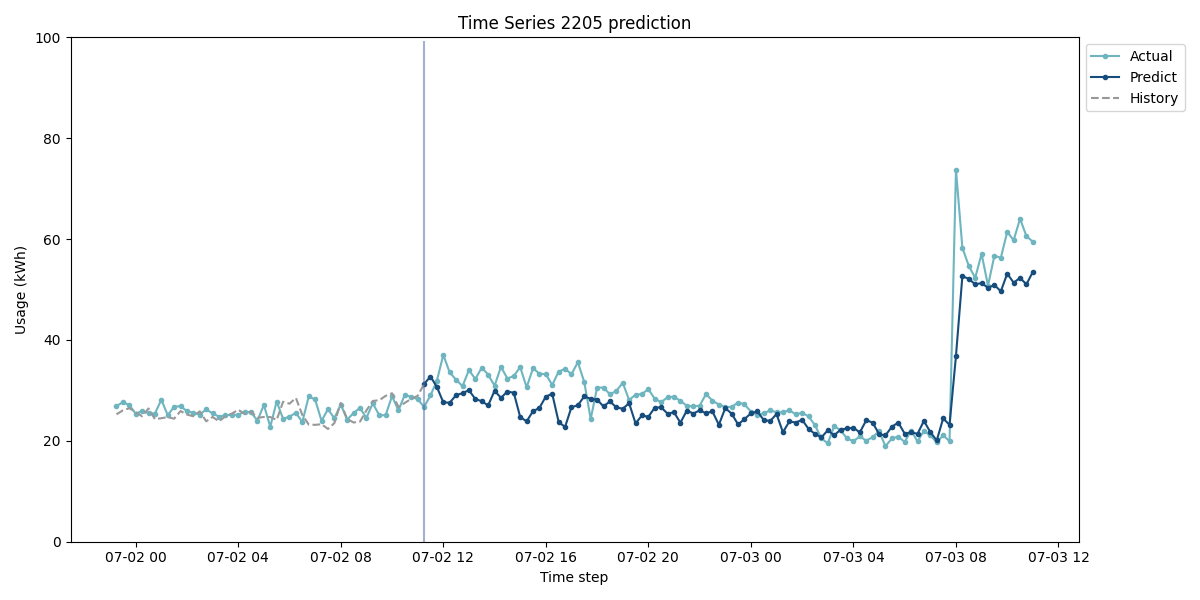 Time Series 2205 prediction
100
80
60
40
20
0
Usage (kWh)
07-02 00
07-02 04
07-02 08
07-02 12
07-02 16
07-02 20
07-03 00
07-03 04
07-03 08
07-03 12
Time step
Actual
Predict
History